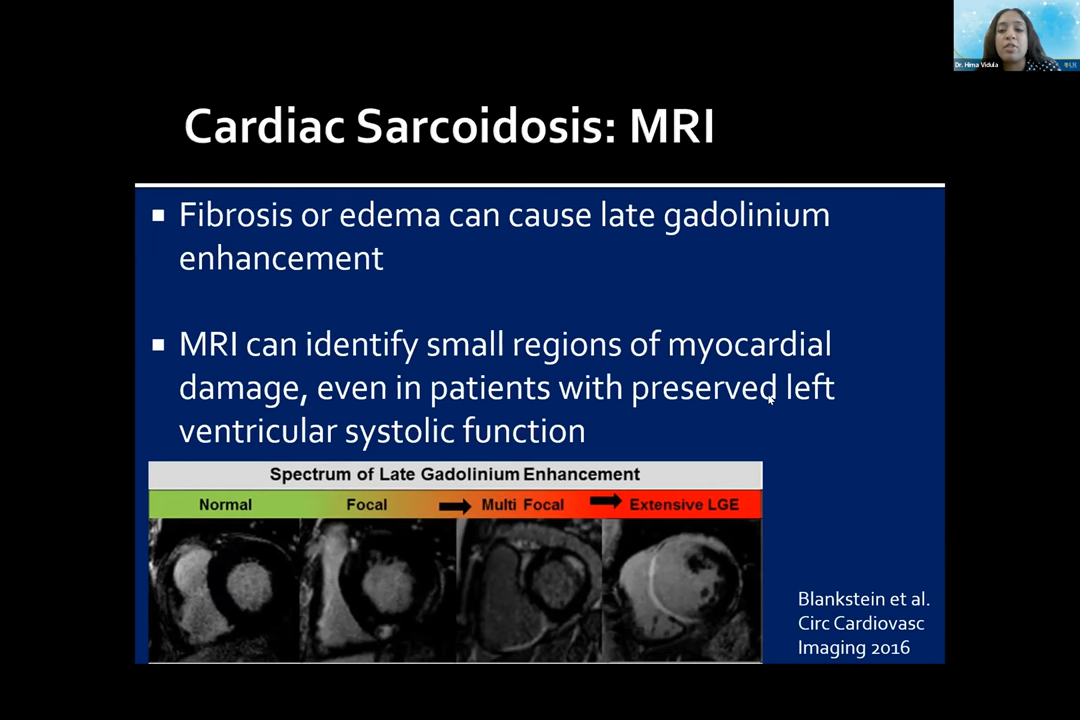 Dr. Hima Vidula
Cardiac Sarcoidosis: MRI
▪ Fibrosis or edema can cause late gadolinium
enhancement
▪ MRI can identify small regions of myocardial
damage, even in patients with preserved left
ventricular systolic function
Spectrum of Late Gadolinium Enhancement
Normal Focal Multi Focal Extensive LGE
Blankstein et al.
Circ Cardiovasc
Imaging 2016